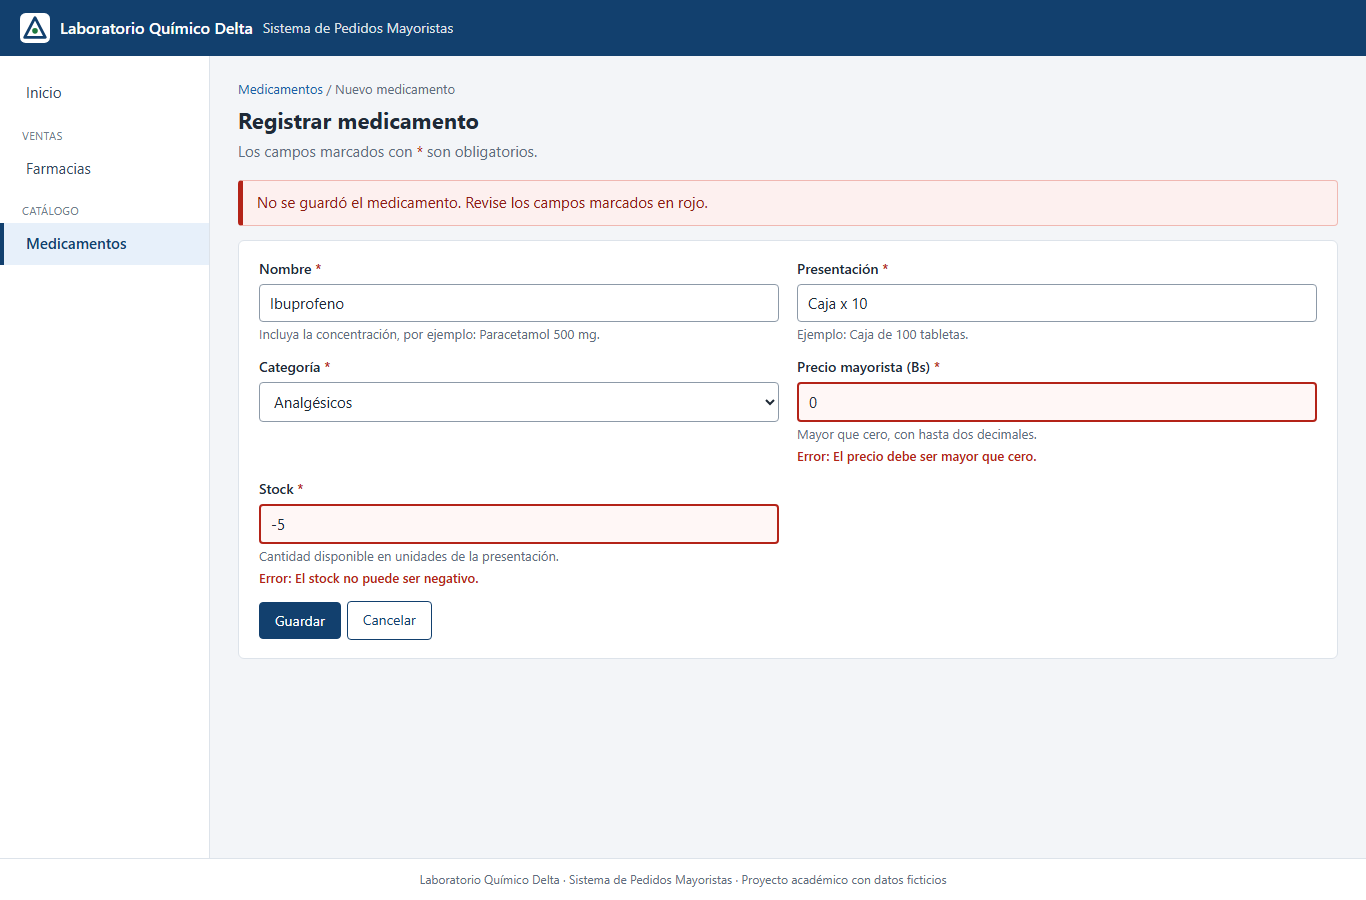 Laboratorio Químico Delta Sistema de Pedidos Mayoristas
Inicio
VENTAS
Farmacias
CATÁLOGO
Medicamentos
Medicamentos / Nuevo medicamento
Registrar medicamento
Los campos marcados con * son obligatorios.
No se guardó el medicamento. Revise los campos marcados en rojo.
Nombre *
Ibuprofeno
Incluya la concentración, por ejemplo: Paracetamol 500 mg.
Presentación *
Caja x 10
Ejemplo: Caja de 100 tabletas.
Categoría *
Analgésicos
Precio mayorista (Bs) *
0
Mayor que cero, con hasta dos decimales.
Error: El precio debe ser mayor que cero.
Stock *
-5
Cantidad disponible en unidades de la presentación.
Error: El stock no puede ser negativo.
Guardar
Cancelar
Laboratorio Químico Delta · Sistema de Pedidos Mayoristas · Proyecto académico con datos ficticios